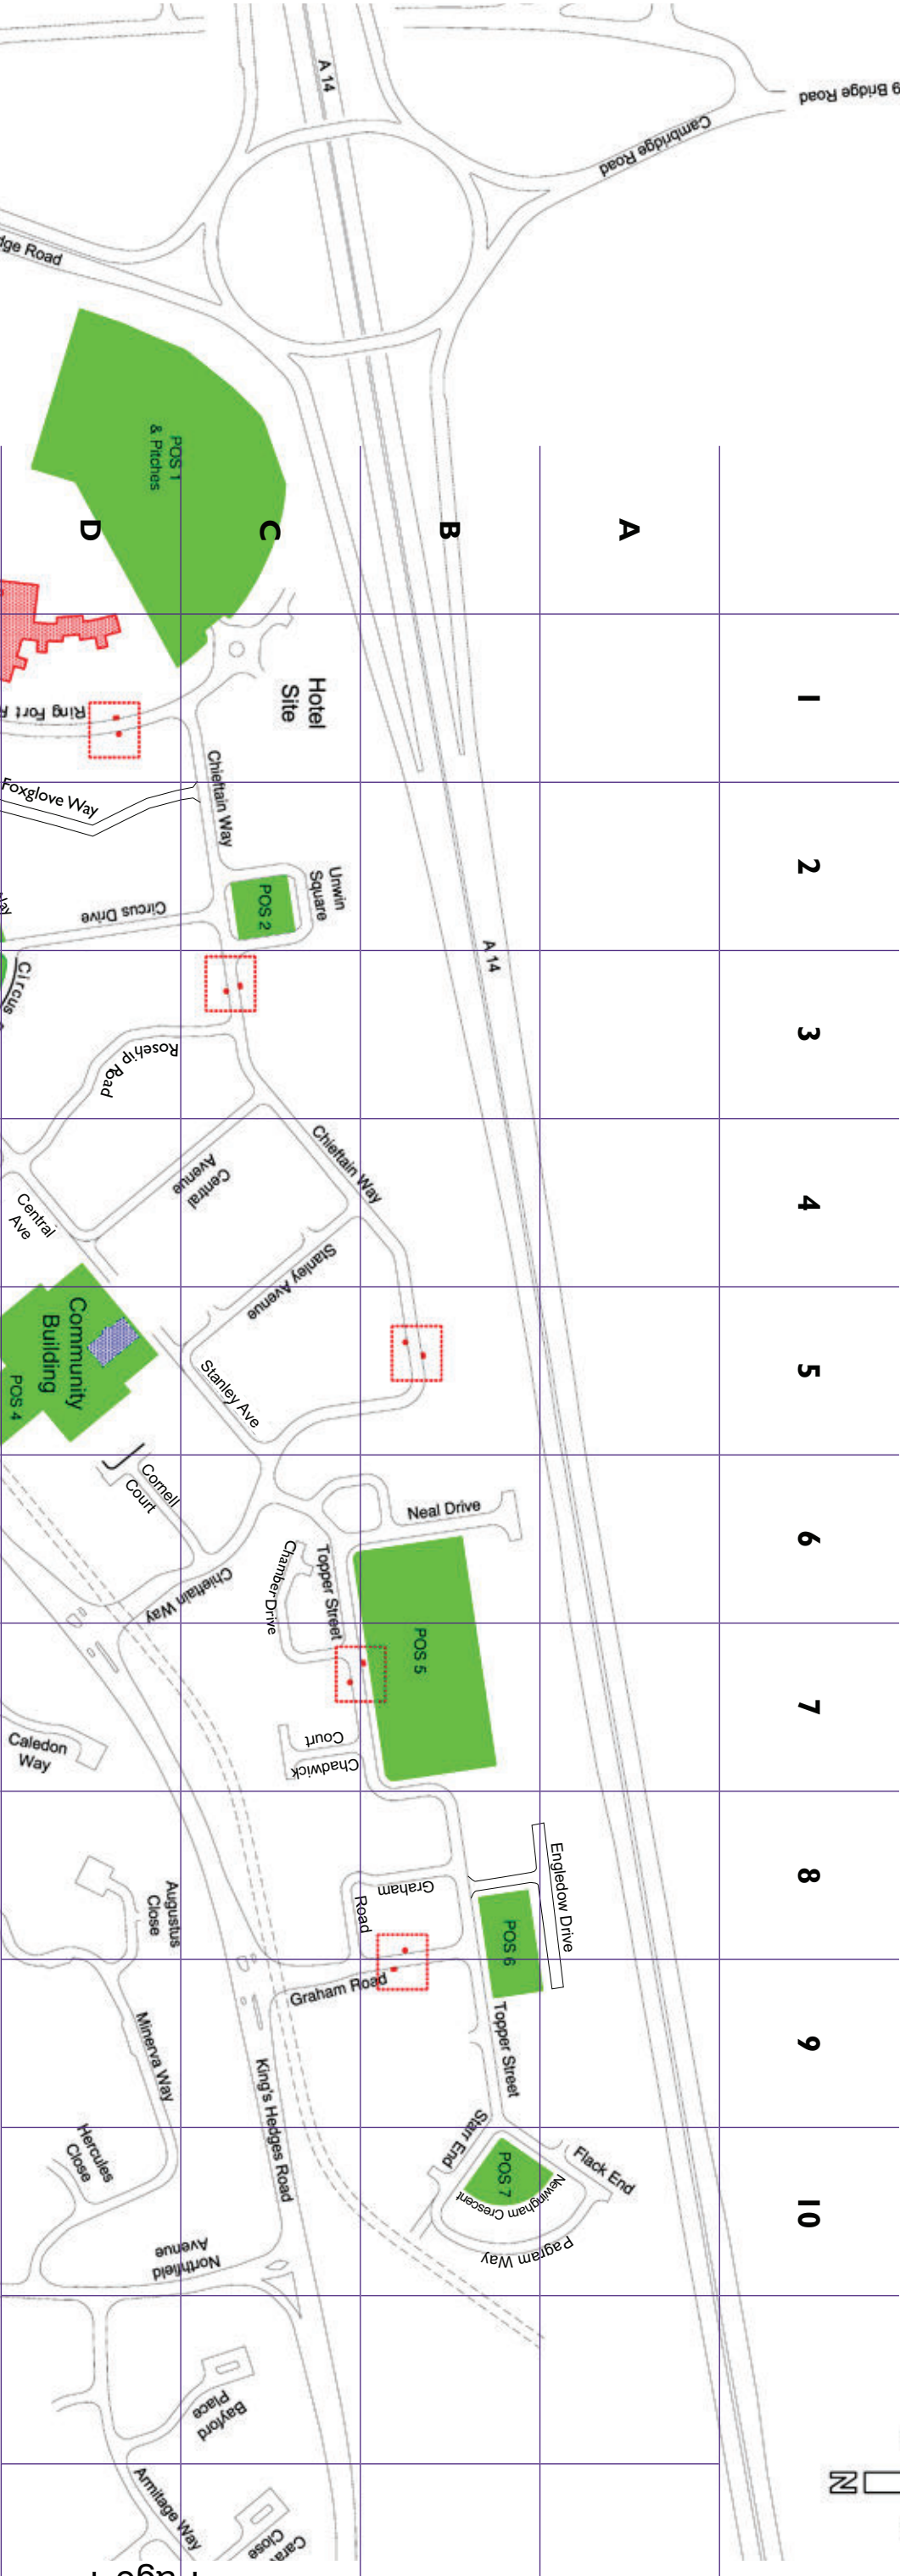 A 14
9 Bridge Road
Cambridge Road
dge Road
POS 1
& Pitches
D
C
B
A
1
Hotel
Site
Ring Fort R
Foxglove Way
Chieftain Way
2
Unwin
Square
POS 2
Circus Drive
A 14
Circus
3
Rosehip Road
Chieftain Way
Central
Avenue
4
Central
Ave
Stanley Avenue
Community
Building
POS 4
5
Stanley Ave
Cornell
Court
Neal Drive
6
Topper Street
Chamber Drive
Chieftain Way
POS 5
7
Chadwick
Court
Caledon
Way
Engledow Drive
8
Graham
Road
Augustus
Close
POS 6
Graham Road
9
Topper Street
Minerva Way
King's Hedges Road
Starr End
Flack End
POS 7
Newingham Crescent
Pagram Way
10
Hercules
Close
Northfield
Avenue
Bayford
Place
Armitage Way
Close
N